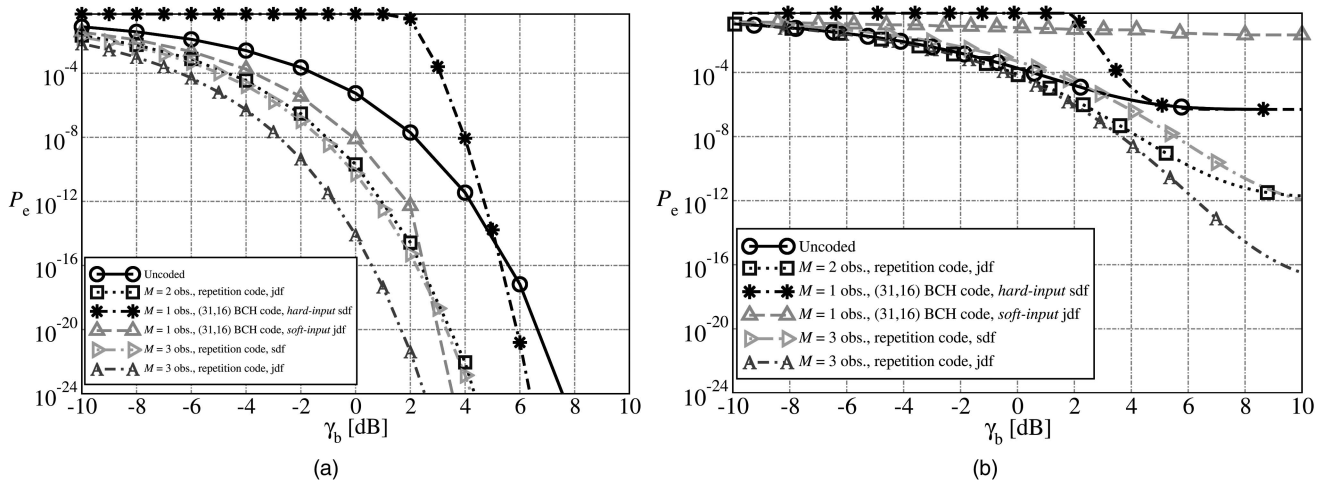 10^-4
10^-8
P_e 10^-12
10^-16
10^-20
10^-24
Uncoded
M = 2 obs., repetition code, jdf
M = 1 obs., (31,16) BCH code, hard-input sdf
M = 1 obs., (31,16) BCH code, soft-input jdf
M = 3 obs., repetition code, sdf
M = 3 obs., repetition code, jdf
-10 -8 -6 -4 -2 0 2 4 6 8 10
γ_b [dB]
(a)
10^-4
10^-8
P_e 10^-12
10^-16
10^-20
10^-24
Uncoded
M = 2 obs., repetition code, jdf
M = 1 obs., (31,16) BCH code, hard-input sdf
M = 1 obs., (31,16) BCH code, soft-input jdf
M = 3 obs., repetition code, sdf
M = 3 obs., repetition code, jdf
-10 -8 -6 -4 -2 0 2 4 6 8 10
γ_b [dB]
(b)